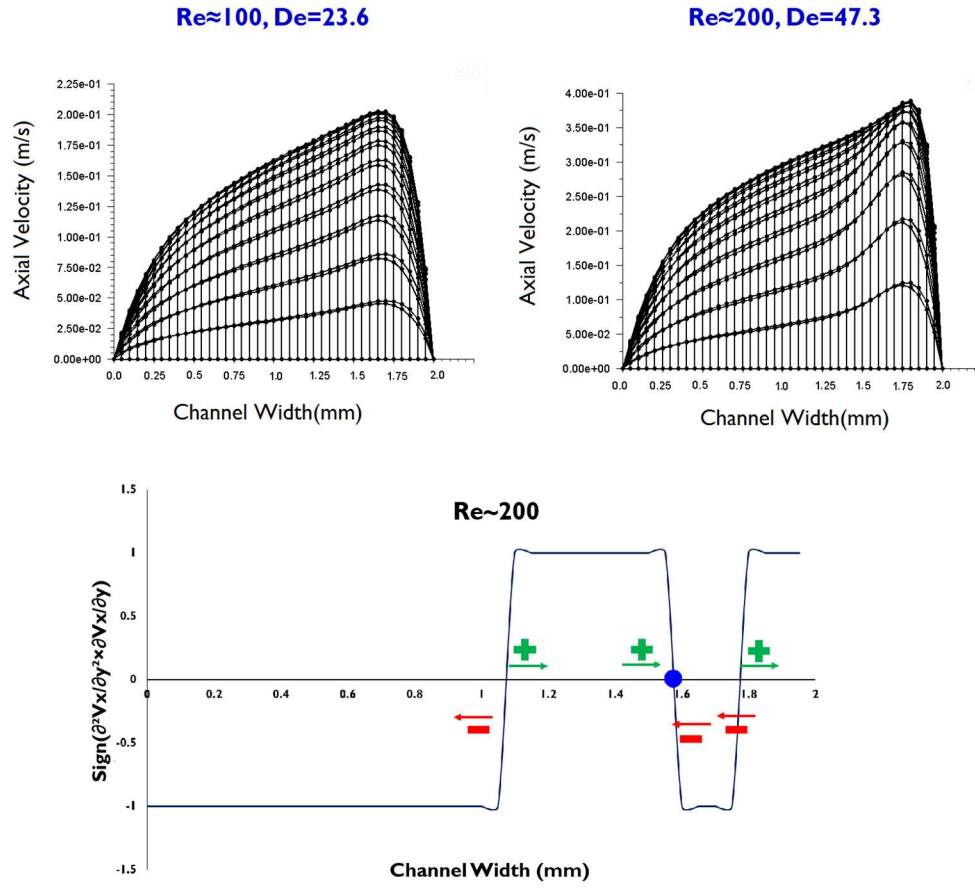 Re≈100, De=23.6
Re≈200, De=47.3
Axial Velocity (m/s)
2.25e-01
2.00e-01
1.75e-01
1.50e-01
1.25e-01
1.00e-01
7.50e-02
5.00e-02
2.50e-02
0.00e+00
0.0 0.25 0.5 0.75 1.0 1.25 1.5 1.75 2.0
Channel Width(mm)
Axial Velocity (m/s)
4.00e-01
3.50e-01
3.00e-01
2.50e-01
2.00e-01
1.50e-01
1.00e-01
5.00e-02
0.00e+00
0.0 0.25 0.5 0.75 1.0 1.25 1.5 1.75 2.0
Channel Width(mm)
Re~200
Sign(∂²Vx/∂y²×∂Vx/∂y)
1.5
1
0.5
0
-0.5
-1
-1.5
0 0.2 0.4 0.6 0.8 1 1.2 1.4 1.6 1.8 2
Channel Width (mm)